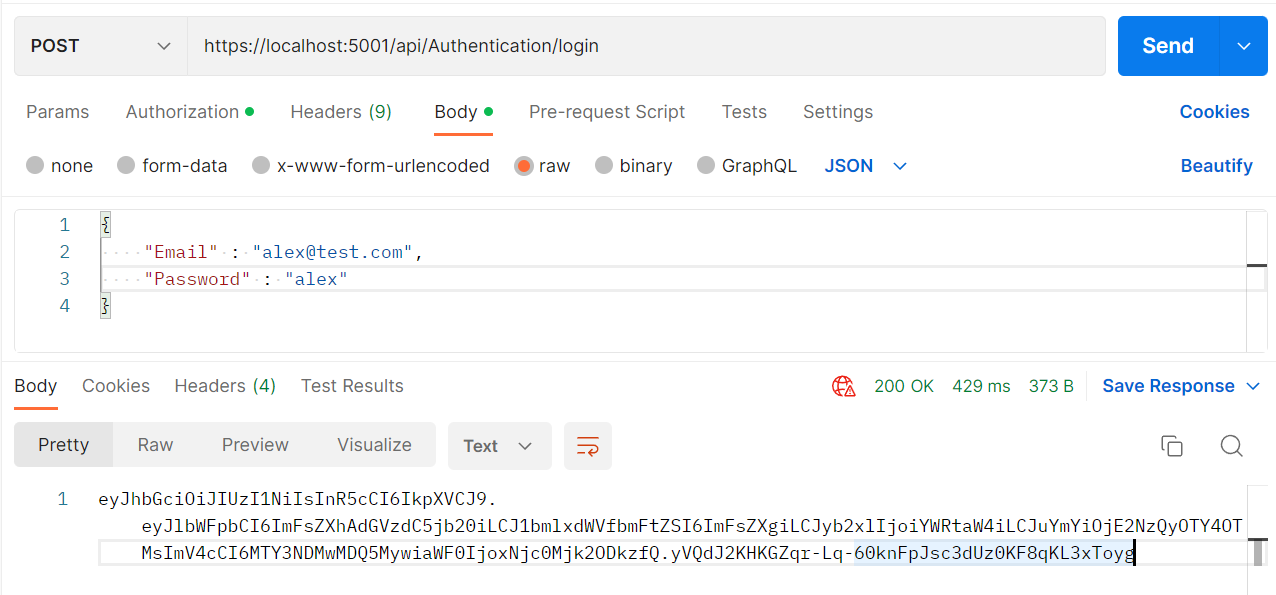 POST https://localhost:5001/api/Authentication/login Send
Params Authorization Headers (9) Body Pre-request Script Tests Settings Cookies
none form-data x-www-form-urlencoded raw binary GraphQL JSON Beautify
1 {
2 "Email" : "alex@test.com",
3 "Password" : "alex"
4 }
Body Cookies Headers (4) Test Results 200 OK 429 ms 373 B Save Response
Pretty Raw Preview Visualize Text
1 eyJhbGciOiJIUzI1NiIsInR5cCI6IkpXVCJ9.
eyJlbWFpbCI6ImFsZXhAdGVzdC5jb20iLCJ1bmlxdWVfbmFtZSI6ImFsZXgiLCJyb2xlIjoiYWRtaW4iLCJuYmYiOjE2NzQyOTY4OT
MsImV4cCI6MTY3NDMwMDQ5MywiaWF0IjoxNjc0Mjk2ODkzfQ.yVQdJ2KHKGZqr-Lq-60knFpJsc3dUz0KF8qKL3xToyg